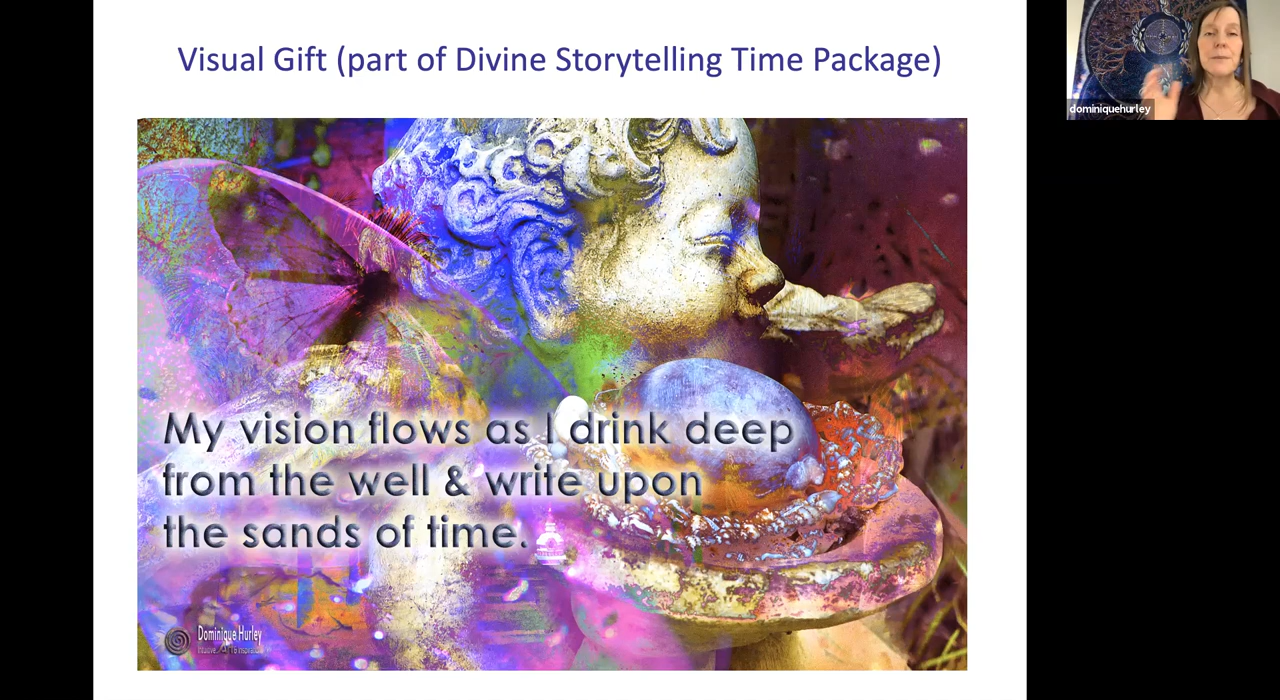 Visual Gift (part of Divine Storytelling Time Package)
dominiquehurley
My vision flows as I drink deep
from the well & write upon
the sands of time.
Dominique Hurley